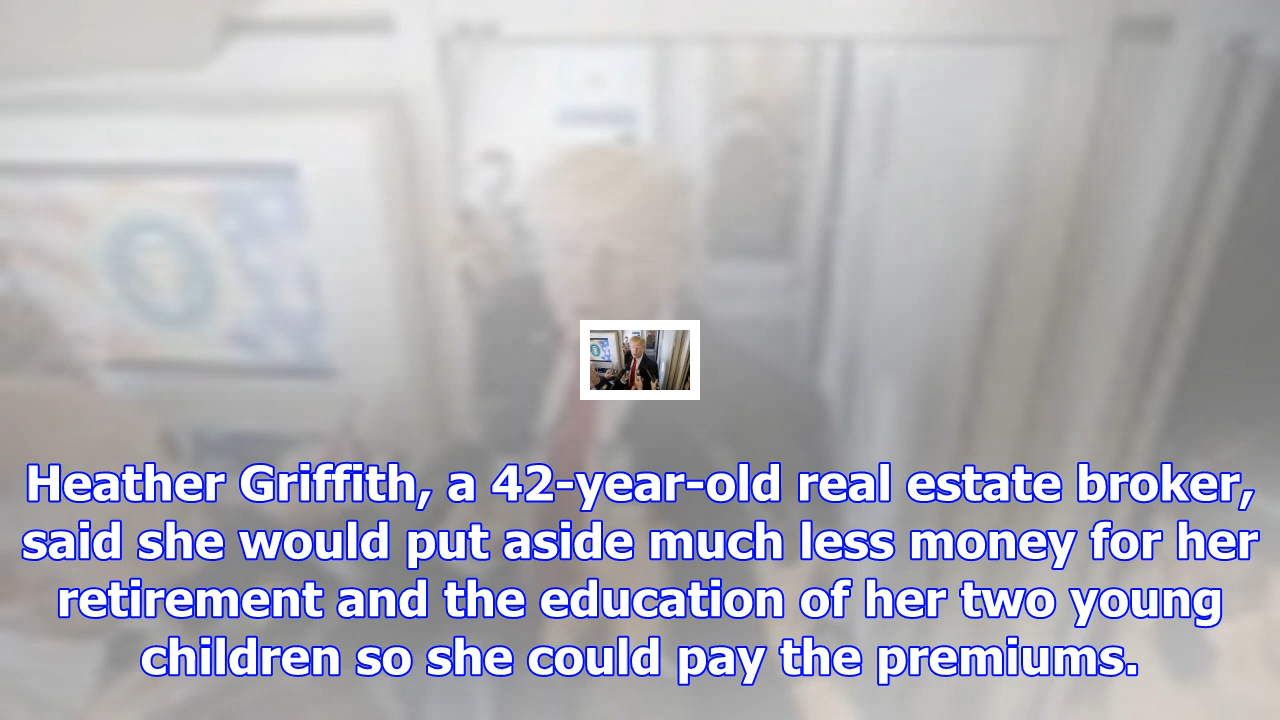 Heather Griffith, a 42-year-old real estate broker,
said she would put aside much less money for her
retirement and the education of her two young
children so she could pay the premiums.